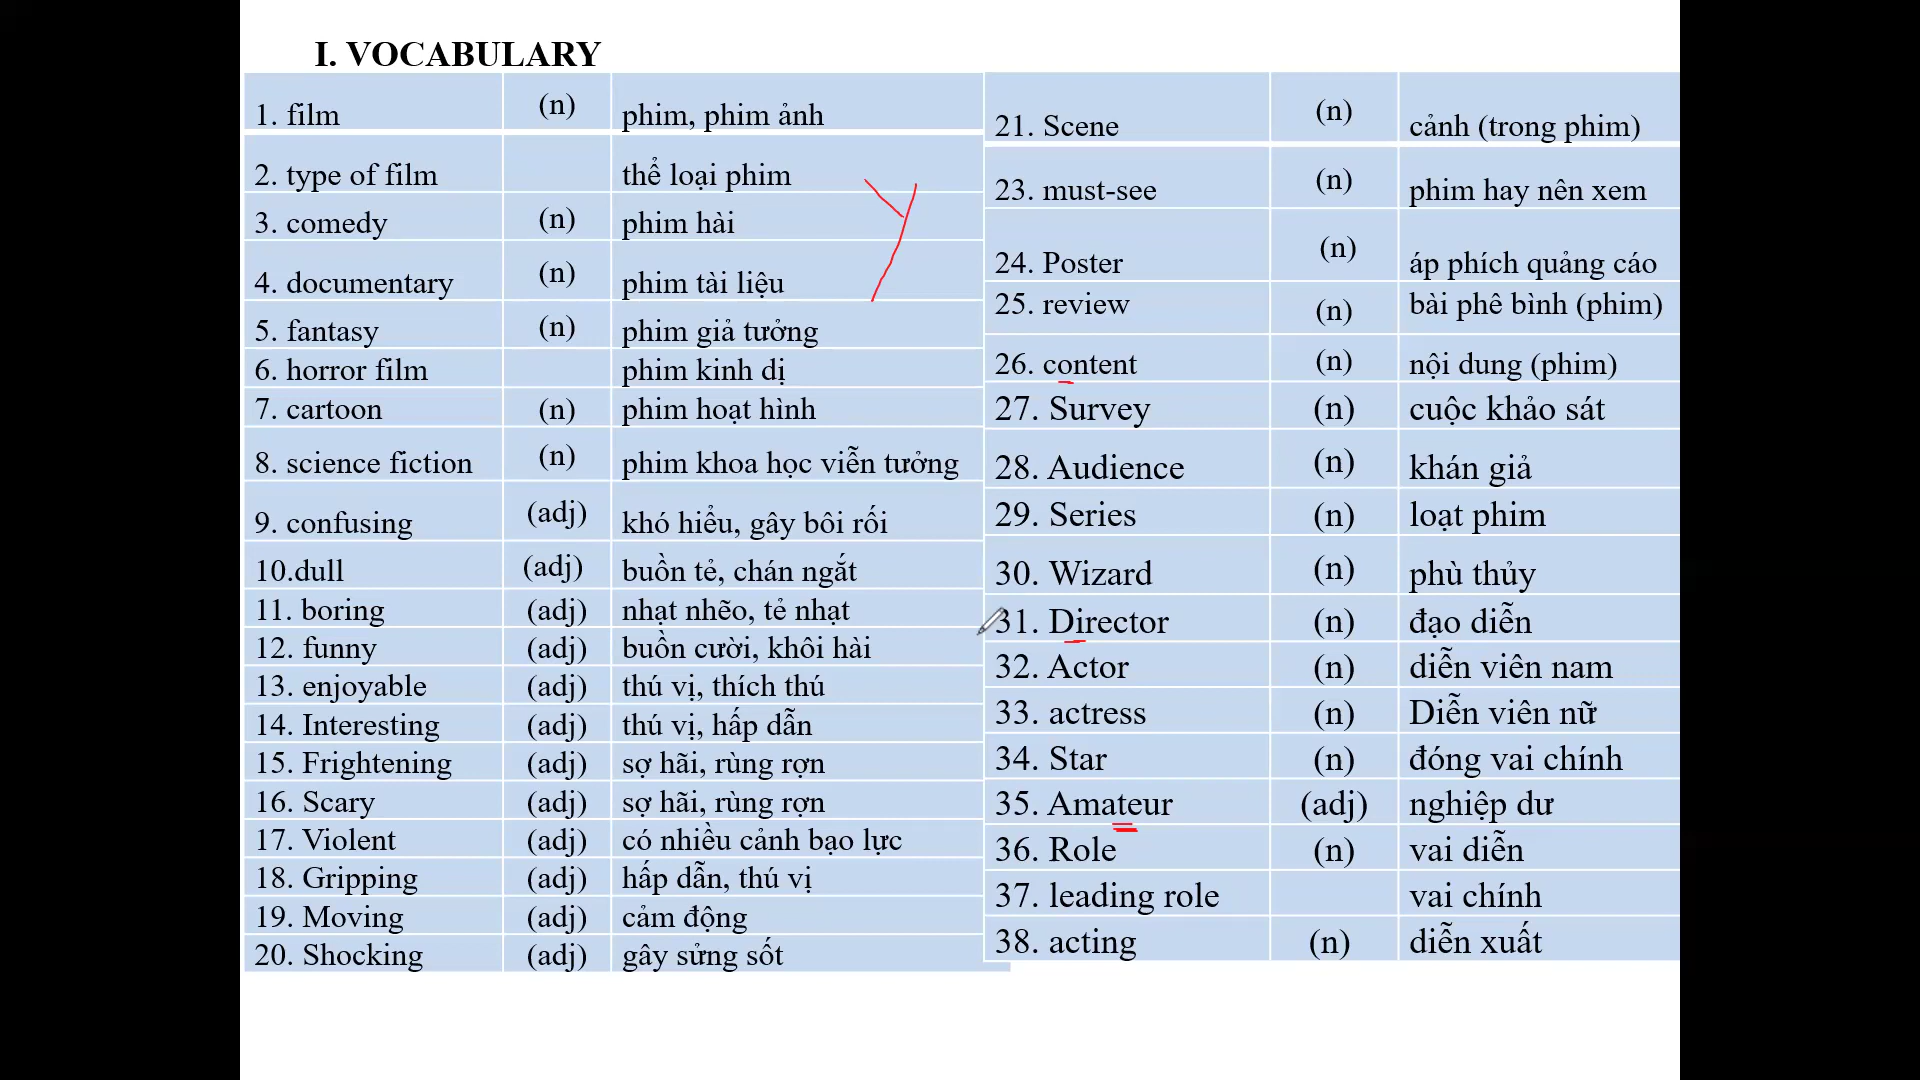 I. VOCABULARY
1. film (n) phim, phim ảnh
2. type of film thể loại phim
3. comedy (n) phim hài
4. documentary (n) phim tài liệu
5. fantasy (n) phim giả tưởng
6. horror film phim kinh dị
7. cartoon (n) phim hoạt hình
8. science fiction (n) phim khoa học viễn tưởng
9. confusing (adj) khó hiểu, gây bôi rối
10.dull (adj) buồn tẻ, chán ngắt
11. boring (adj) nhạt nhẽo, tẻ nhạt
12. funny (adj) buồn cười, khôi hài
13. enjoyable (adj) thú vị, thích thú
14. Interesting (adj) thú vị, hấp dẫn
15. Frightening (adj) sợ hãi, rùng rợn
16. Scary (adj) sợ hãi, rùng rợn
17. Violent (adj) có nhiều cảnh bạo lực
18. Gripping (adj) hấp dẫn, thú vị
19. Moving (adj) cảm động
20. Shocking (adj) gây sửng sốt
21. Scene (n) cảnh (trong phim)
23. must-see (n) phim hay nên xem
24. Poster (n) áp phích quảng cáo
25. review (n) bài phê bình (phim)
26. content (n) nội dung (phim)
27. Survey (n) cuộc khảo sát
28. Audience (n) khán giả
29. Series (n) loạt phim
30. Wizard (n) phù thủy
31. Director (n) đạo diễn
32. Actor (n) diễn viên nam
33. actress (n) Diễn viên nữ
34. Star (n) đóng vai chính
35. Amateur (adj) nghiệp dư
36. Role (n) vai diễn
37. leading role vai chính
38. acting (n) diễn xuất